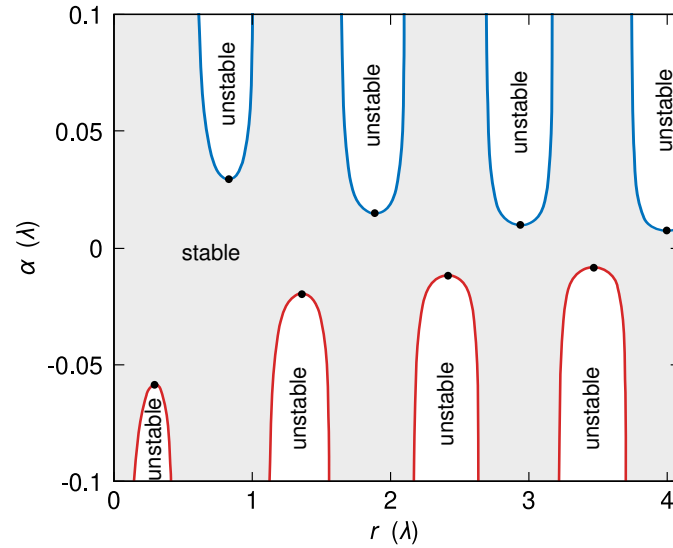 0.1
0.05
0
-0.05
-0.1
α (λ)
unstable
unstable
unstable
unstable
stable
unstable
unstable
unstable
unstable
0
1
2
3
4
r (λ)